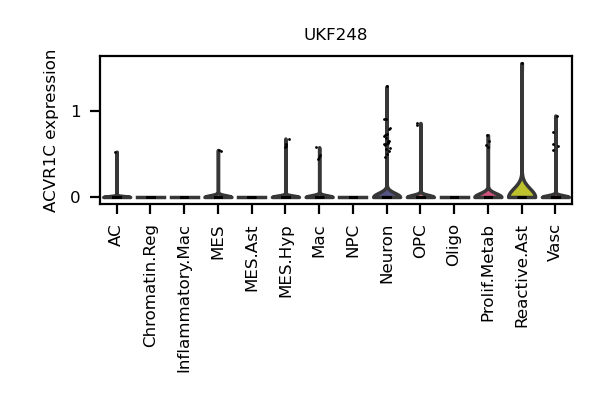 UKF248
ACVR1C expression
1
0
AC
Chromatin.Reg
Inflammatory.Mac
MES
MES.Ast
MES.Hyp
Mac
NPC
Neuron
OPC
Oligo
Prolif.Metab
Reactive.Ast
Vasc